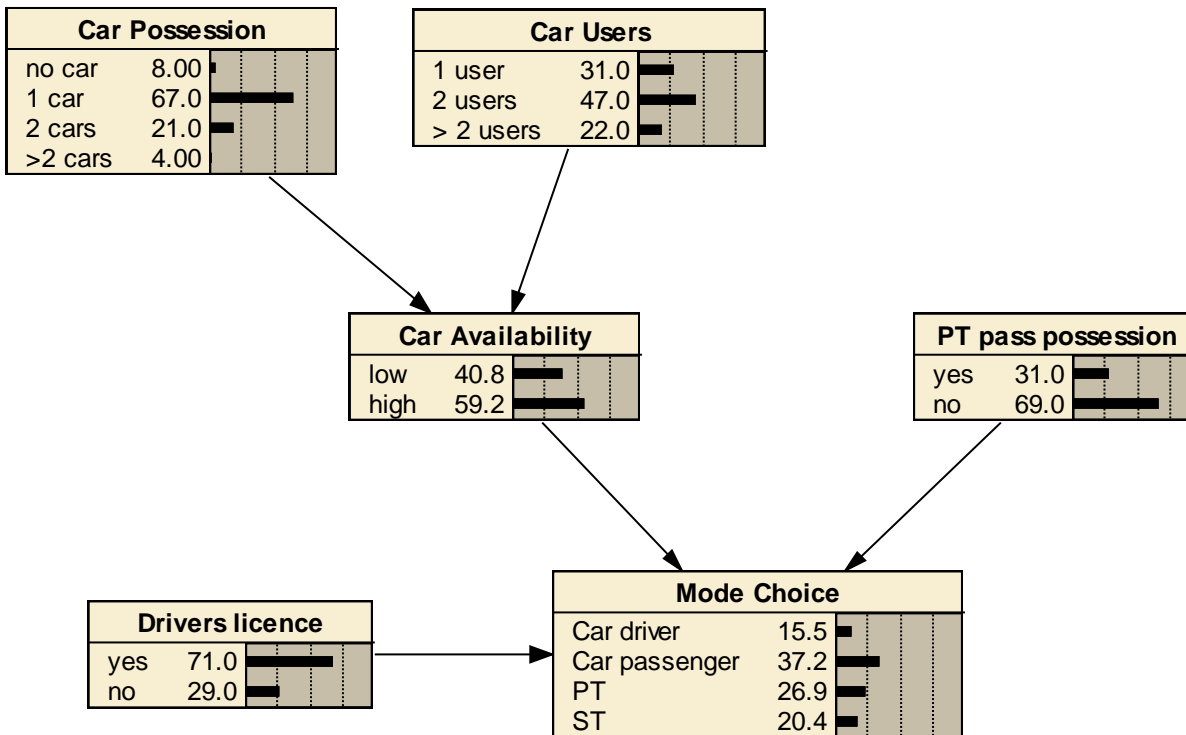 Car Possession
no car 8.00
1 car 67.0
2 cars 21.0
>2 cars 4.00
Car Users
1 user 31.0
2 users 47.0
> 2 users 22.0
Car Availability
low 40.8
high 59.2
PT pass possession
yes 31.0
no 69.0
Drivers licence
yes 71.0
no 29.0
Mode Choice
Car driver 15.5
Car passenger 37.2
PT 26.9
ST 20.4